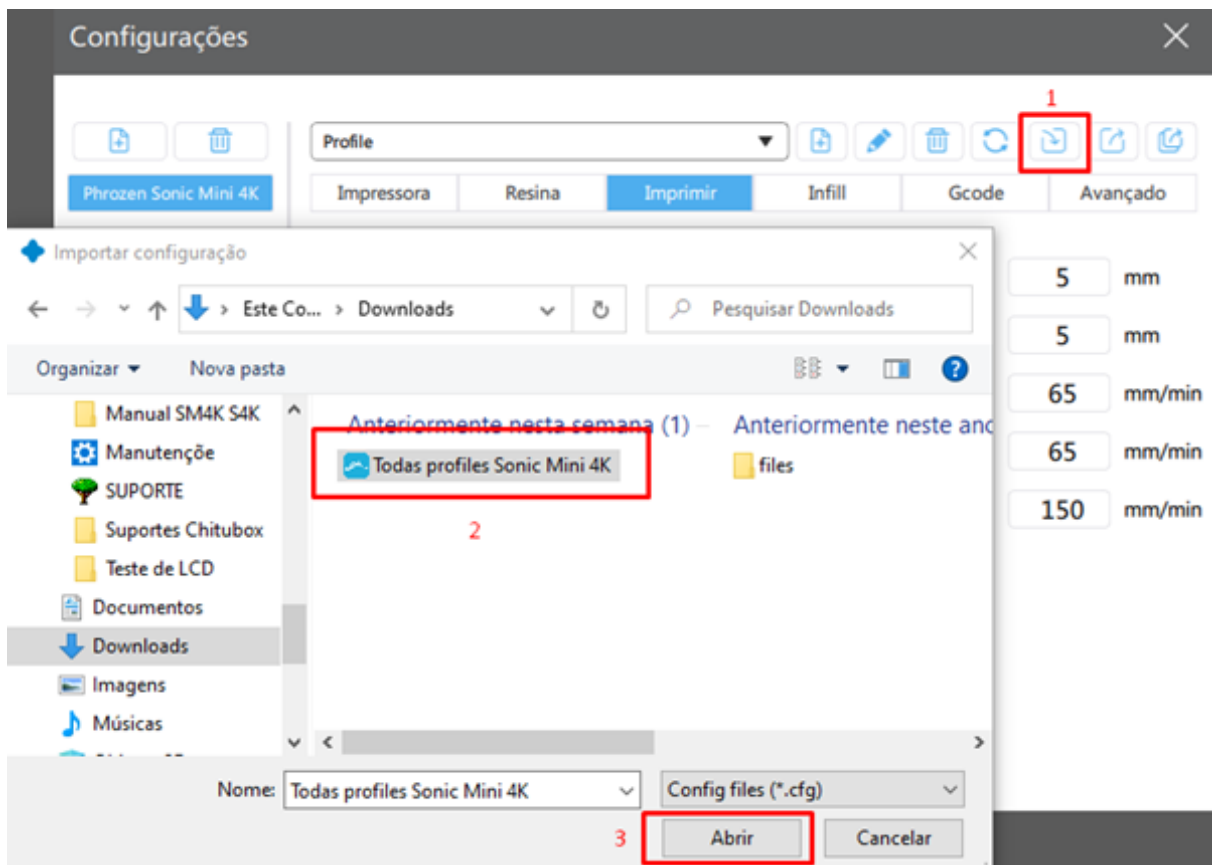 Configurações
1
Profile
Phrozen Sonic Mini 4K
Impressora Resina Imprimir Infill Gcode Avançado
Importar configuração
Este Co... Downloads
Pesquisar Downloads
Organizar Nova pasta
Manual SM4K S4K
Manutençõe
SUPORTE
Suportes Chitubox
Teste de LCD
Documentos
Downloads
Imagens
Músicas
Anteriormente nesta semana (1) Anteriormente neste ano
Todas profiles Sonic Mini 4K files
2
5 mm
5 mm
65 mm/min
65 mm/min
150 mm/min
Nome: Todas profiles Sonic Mini 4K Config files (*.cfg)
3 Abrir Cancelar